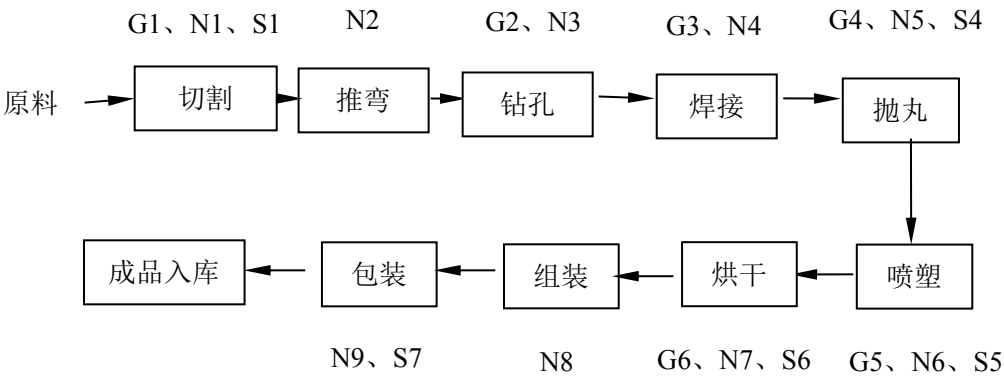 G1、N1、S1 N2 G2、N3 G3、N4 G4、N5、S4
原料 切割 推弯 钻孔 焊接 抛丸
成品入库 包装 组装 烘干 喷塑
N9、S7 N8 G6、N7、S6 G5、N6、S5